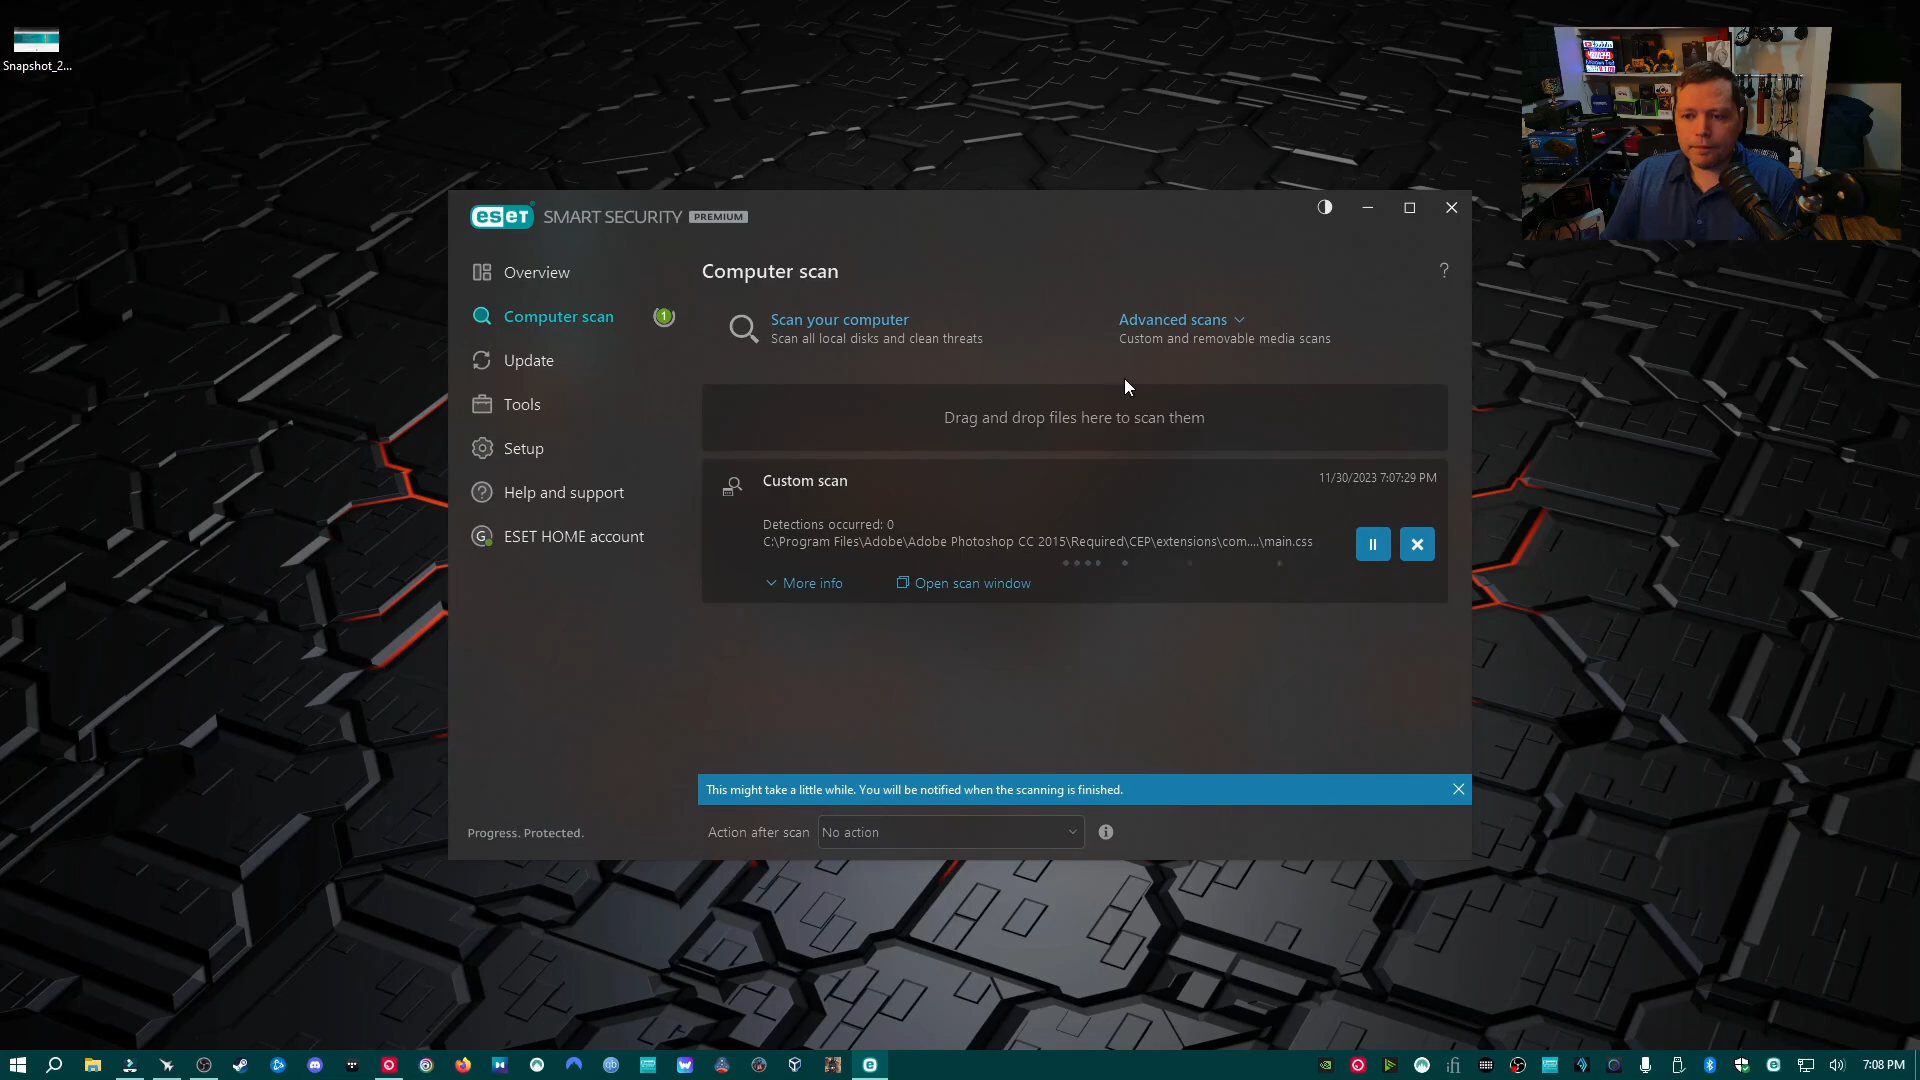 Snapshot_2...
eset SMART SECURITY PREMIUM
Overview
Computer scan
1
Update
Tools
Setup
Help and support
G
ESET HOME account
Progress. Protected.
Computer scan
?
Scan your computer
Scan all local disks and clean threats
Advanced scans
Custom and removable media scans
Drag and drop files here to scan them
Custom scan
11/30/2023 7:07:29 PM
Detections occurred: 0
C:\Program Files\Adobe\Adobe Photoshop CC 2015\Required\CEP\extensions\com....\main.css
More info
Open scan window
This might take a little while. You will be notified when the scanning is finished.
Action after scan
No action
7:08 PM